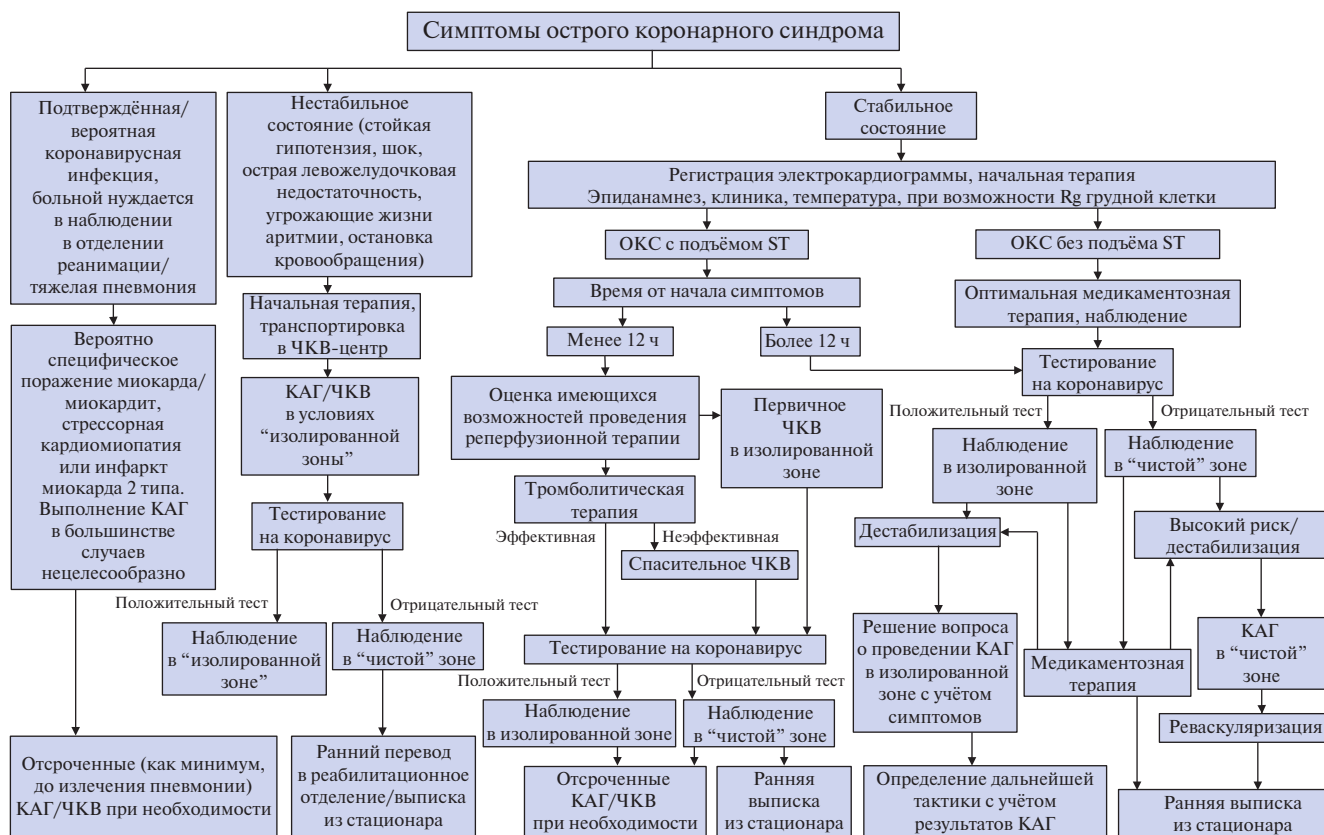 Симптомы острого коронарного синдрома
Подтверждённая/
вероятная
коронавирусная
инфекция,
больной нуждается
в наблюдении
в отделении
реанимации/
тяжелая пневмония
Вероятно
специфическое
поражение миокарда/
миокардит,
стрессорная
кардиомиопатия
или инфаркт
миокарда 2 типа.
Выполнение КАГ
в большинстве
случаев
нецелесообразно
Отсроченные (как минимум,
до излечения пневмонии)
КАГ/ЧКВ при необходимости
Нестабильное
состояние (стойкая
гипотензия, шок,
острая левожелудочковая
недостаточность,
угрожающие жизни
аритмии, остановка
кровообращения)
Начальная терапия,
транспортировка
в ЧКВ-центр
КАГ/ЧКВ
в условиях
“изолированной
зоны”
Тестирование
на коронавирус
Положительный тест
Отрицательный тест
Наблюдение
в “изолированной
зоне”
Наблюдение
в “чистой” зоне
Ранний перевод
в реабилитационное
отделение/выписка
из стационара
Стабильное
состояние
Регистрация электрокардиограммы, начальная терапия
Эпиданамнез, клиника, температура, при возможности Rg грудной клетки
ОКС с подъёмом ST
Время от начала симптомов
Менее 12 ч
Более 12 ч
Оценка имеющихся
возможностей проведения
реперфузионной терапии
Первичное
ЧКВ
в изолированной
зоне
Тромболитическая
терапия
Эффективная
Неэффективная
Спасительное ЧКВ
Тестирование на коронавирус
Положительный тест
Отрицательный тест
Наблюдение
в изолированной зоне
Наблюдение
в “чистой” зоне
Отсроченные
КАГ/ЧКВ
при необходимости
Ранняя
выписка
из стационара
ОКС без подъёма ST
Оптимальная медикаментозная
терапия, наблюдение
Тестирование
на коронавирус
Положительный тест
Отрицательный тест
Наблюдение
в изолированной
зоне
Наблюдение
в “чистой” зоне
Дестабилизация
Высокий риск/
дестабилизация
Решение вопроса
о проведении КАГ
в изолированной
зоне с учётом
симптомов
Медикаментозная
терапия
КАГ
в “чистой”
зоне
Реваскуляризация
Определение дальнейшей
тактики с учётом
результатов КАГ
Ранняя выписка
из стационара